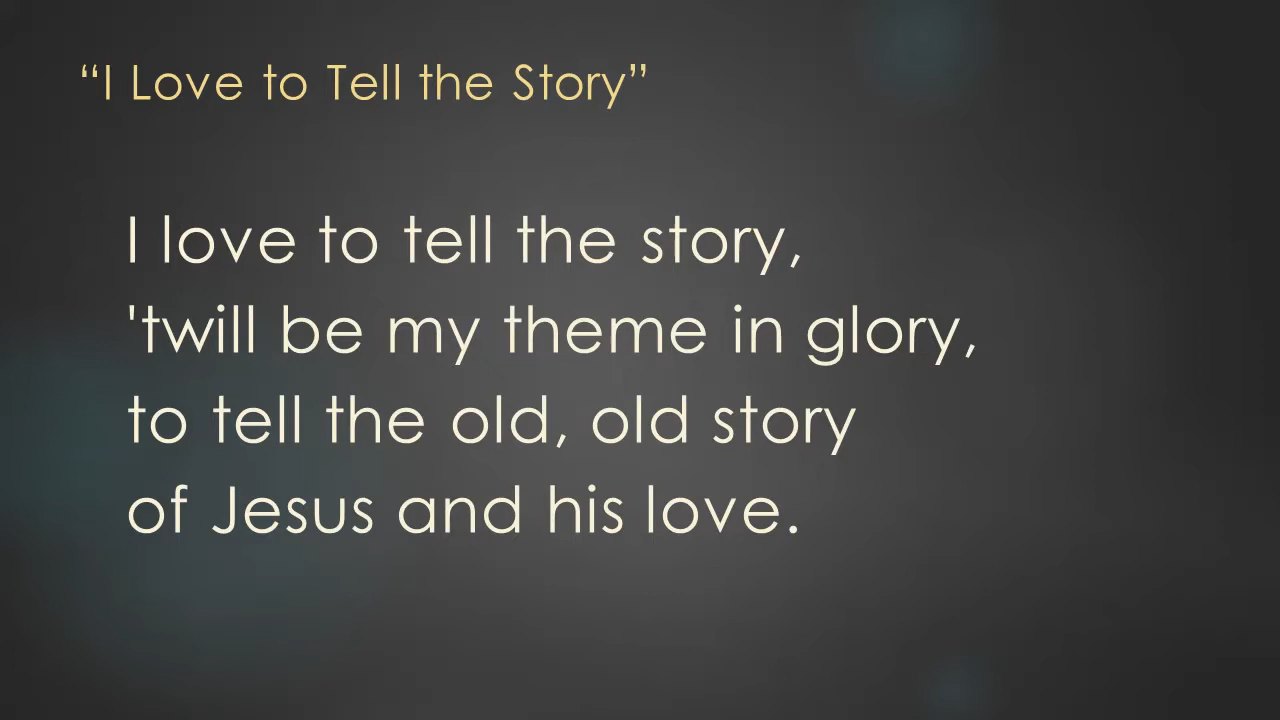 “I Love to Tell the Story”
I love to tell the story,
'twill be my theme in glory,
to tell the old, old story
of Jesus and his love.